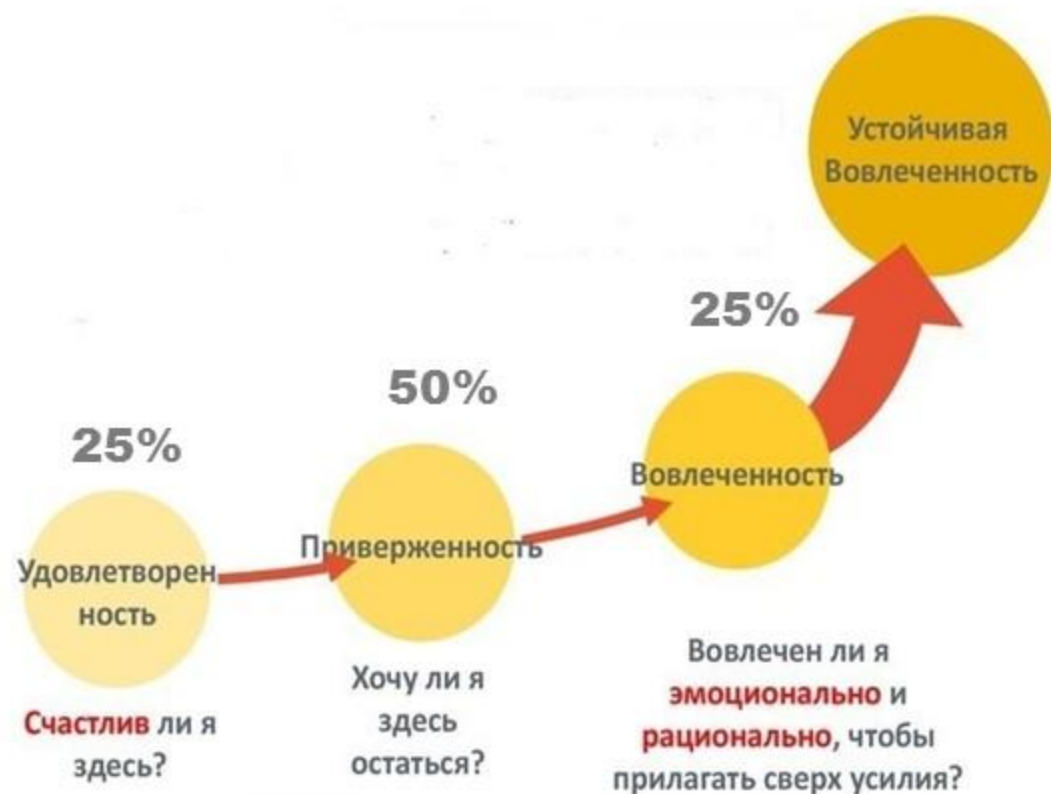 Устойчивая
Вовлеченность
25%
50%
25%
Вовлеченность
Приверженность
Удовлетворен
ность
Счастлив ли я
здесь?
Хочу ли я
здесь
остаться?
Вовлечен ли я
эмоционально и
рационально, чтобы
прилагать сверх усилия?